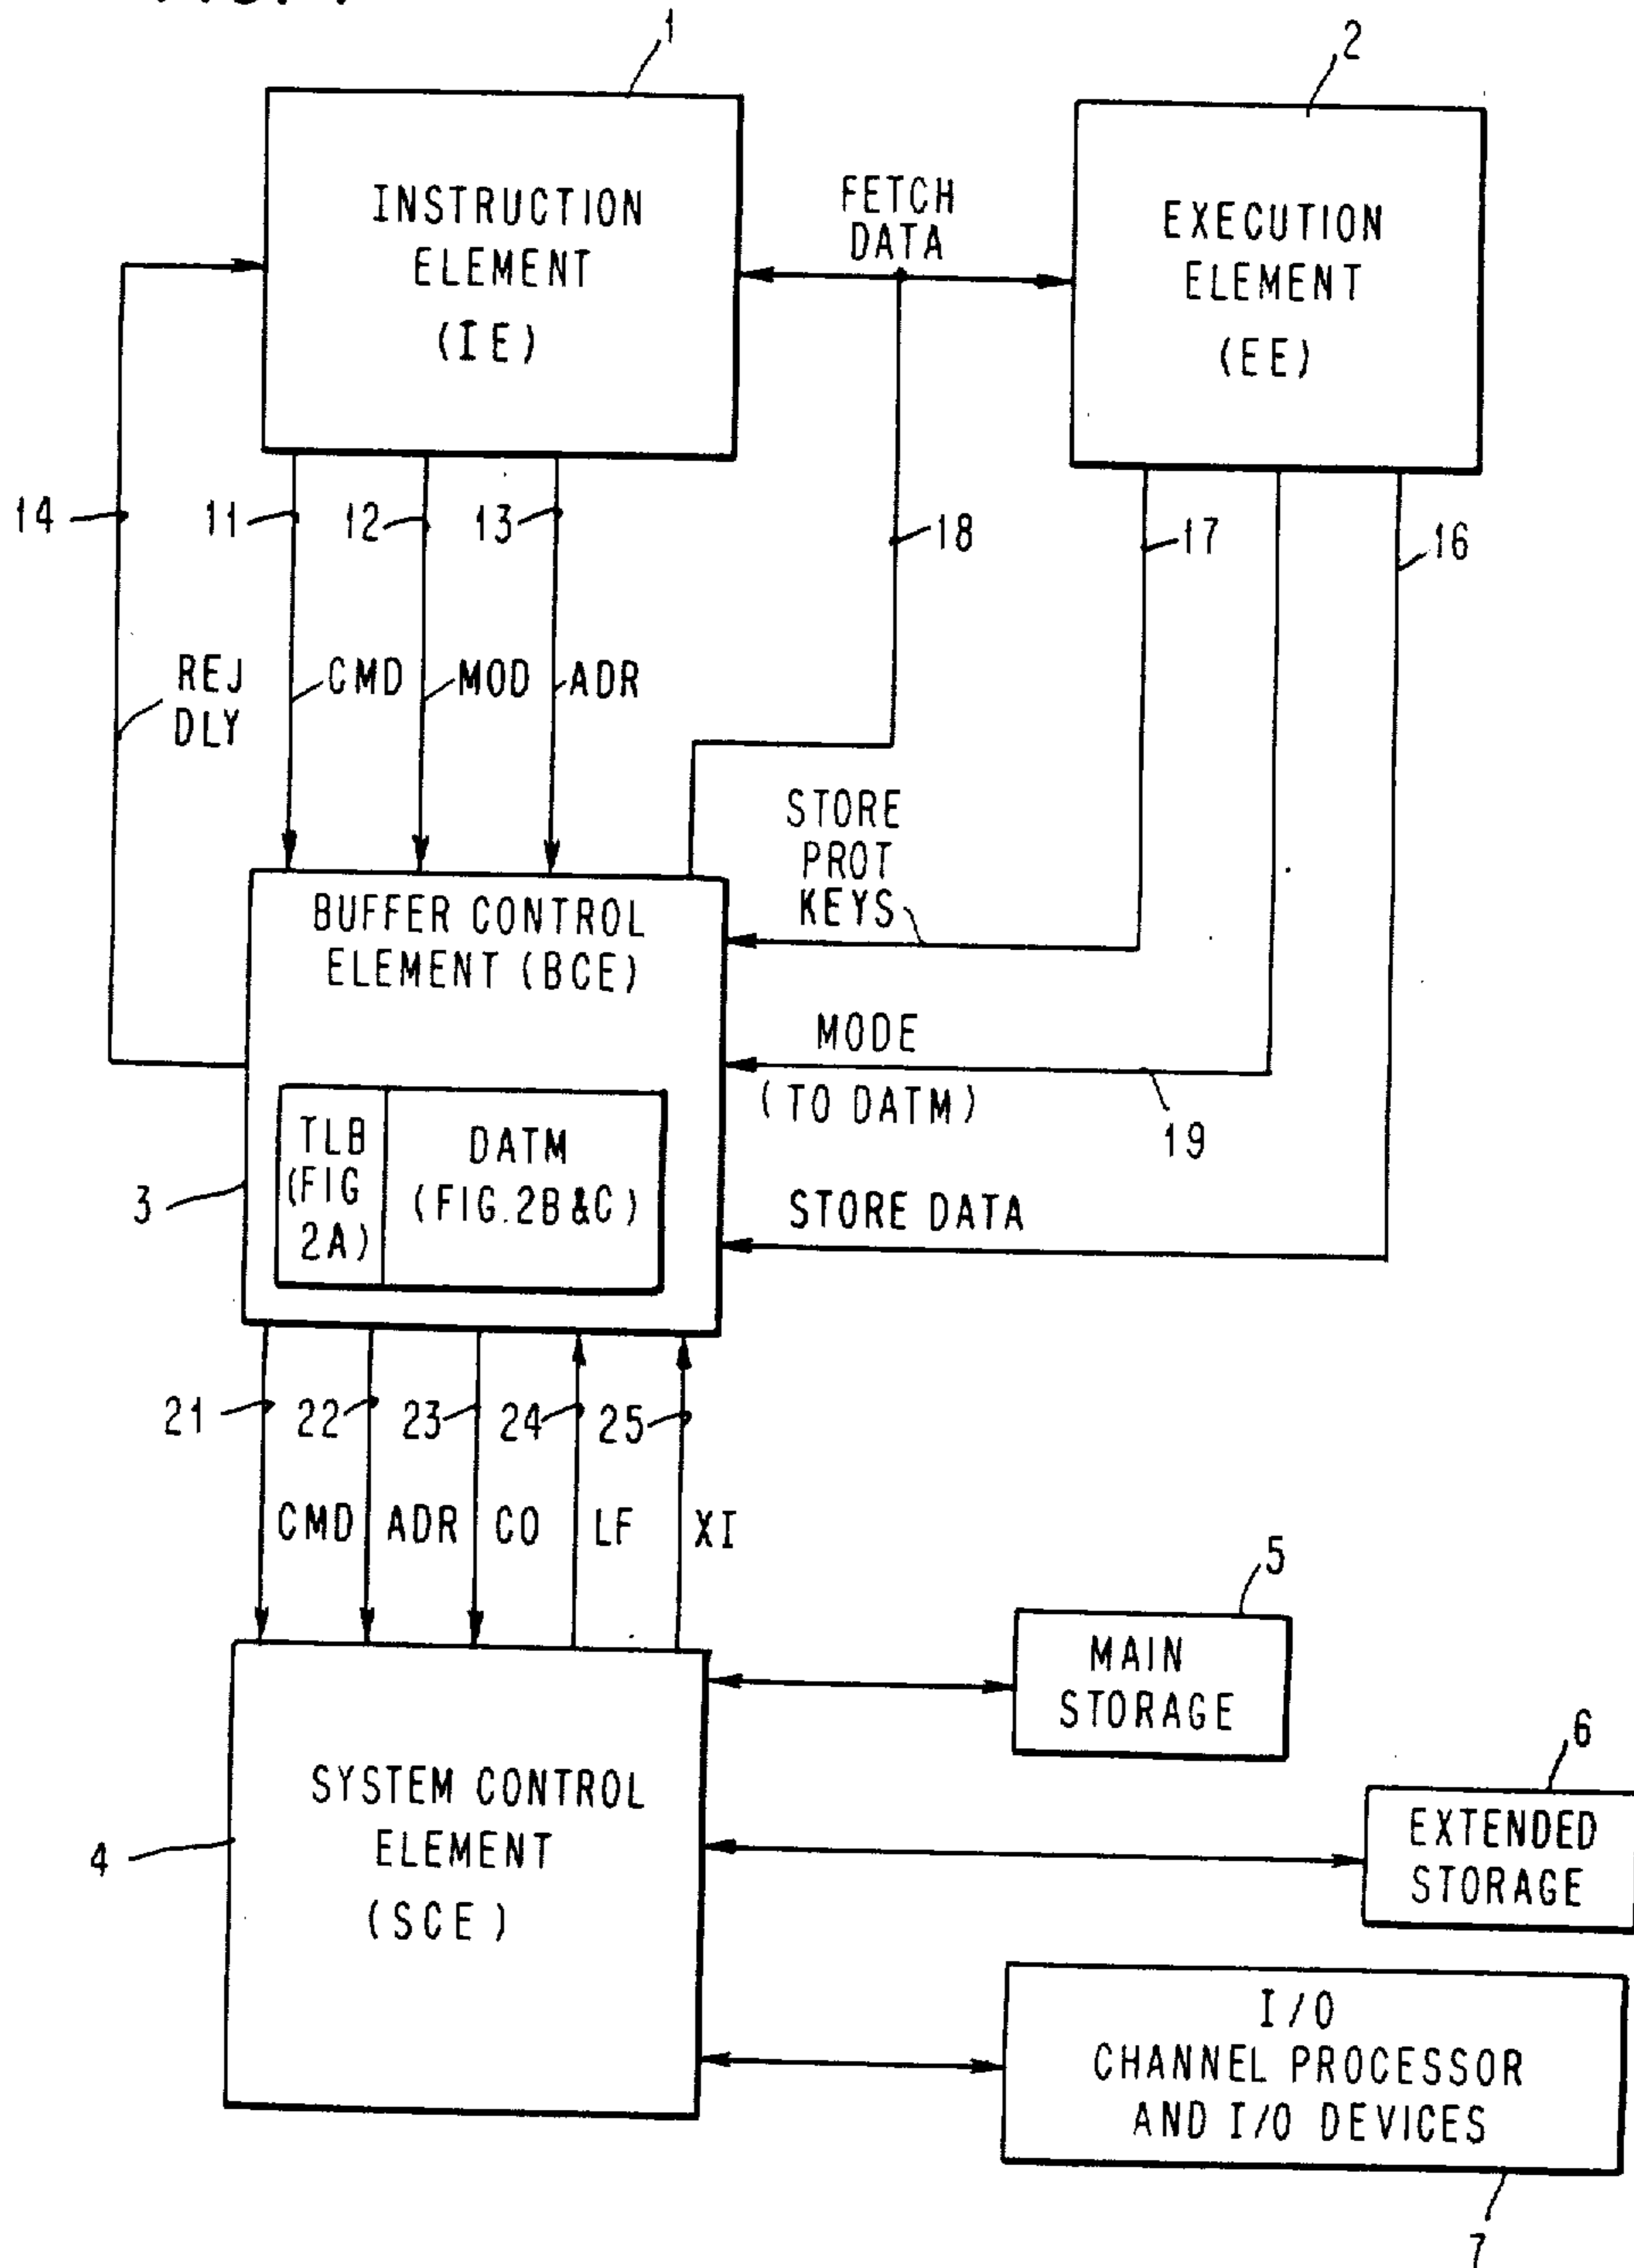 1
2
INSTRUCTION
ELEMENT
(IE)
FETCH
DATA
EXECUTION
ELEMENT
(EE)
14
11
12
13
18
17
16
REJ
DLY
CMD
MOD
ADR
STORE
PROT
KEYS
BUFFER CONTROL
ELEMENT (BCE)
MODE
(TO DATM)
19
TLB
(FIG
2A)
DATM
(FIG. 2B&C)
3
STORE DATA
21
22
23
24
25
CMD
ADR
CO
LF
XI
5
MAIN
STORAGE
6
EXTENDED
STORAGE
SYSTEM CONTROL
ELEMENT
(SCE)
4
I/O
CHANNEL PROCESSOR
AND I/O DEVICES
7